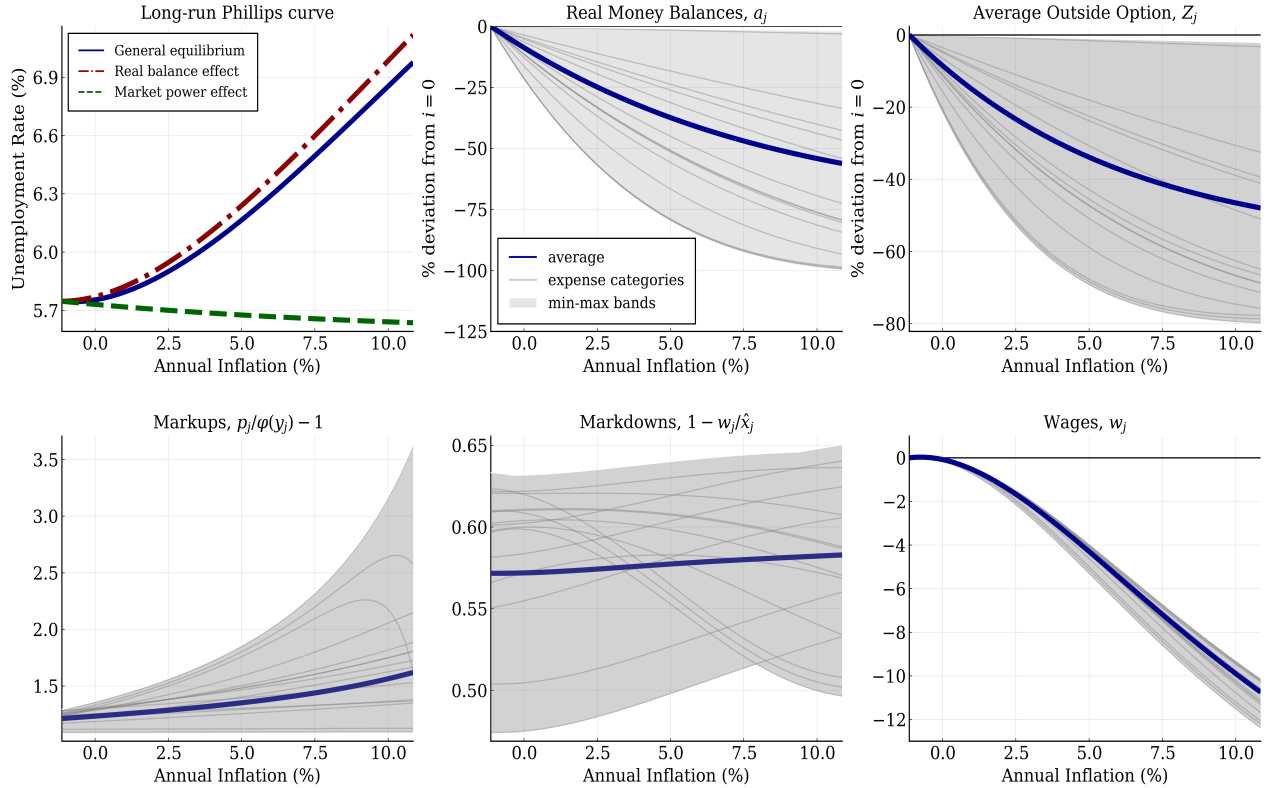 Long-run Phillips curve
General equilibrium
Real balance effect
Market power effect
Unemployment Rate (%)
6.9
6.6
6.3
6.0
5.7
0.0 2.5 5.0 7.5 10.0
Annual Inflation (%)
Real Money Balances, a_j
% deviation from i = 0
0
−25
−50
−75
−100
−125
average
expense categories
min-max bands
0.0 2.5 5.0 7.5 10.0
Annual Inflation (%)
Average Outside Option, Z_j
% deviation from i = 0
0
−20
−40
−60
−80
0.0 2.5 5.0 7.5 10.0
Annual Inflation (%)
Markups, p_j/φ(y_j) − 1
3.5
3.0
2.5
2.0
1.5
0.0 2.5 5.0 7.5 10.0
Annual Inflation (%)
Markdowns, 1 − w_j/x̂_j
0.65
0.60
0.55
0.50
0.0 2.5 5.0 7.5 10.0
Annual Inflation (%)
Wages, w_j
0
−2
−4
−6
−8
−10
−12
0.0 2.5 5.0 7.5 10.0
Annual Inflation (%)